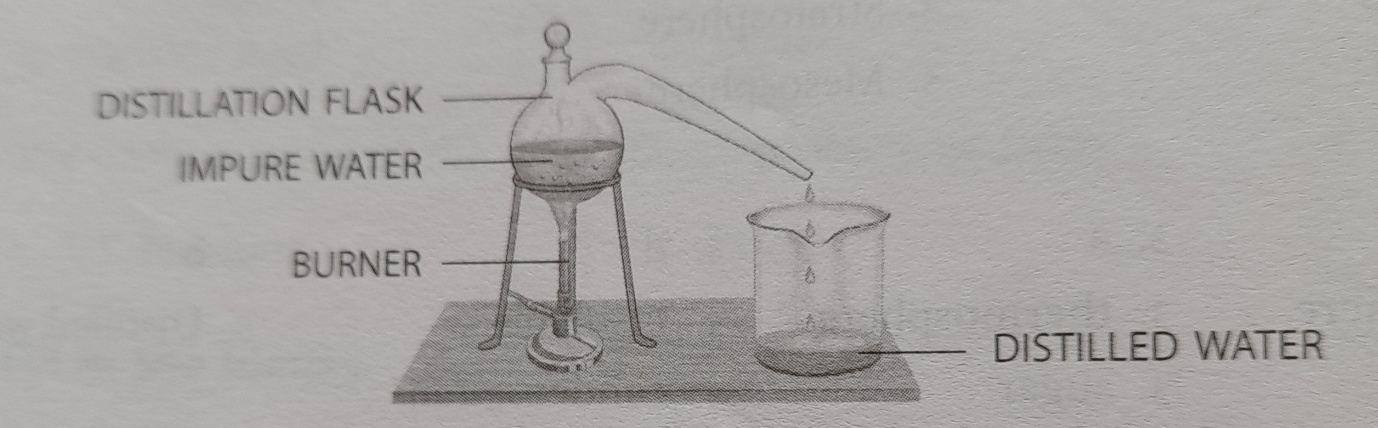 DISTILLATION FLASK
IMPURE WATER
BURNER
DISTILLED WATER